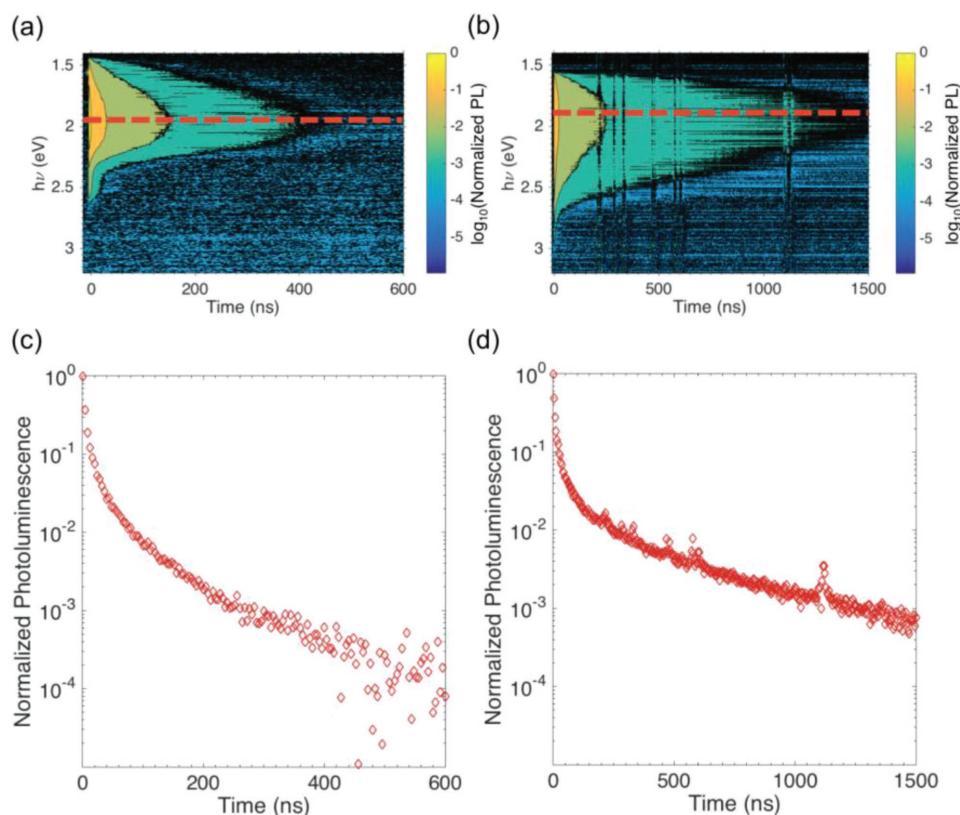 (a)
(b)
1.5
2
2.5
3
hν (eV)
0 200 400 600
Time (ns)
0
-1
-2
-3
-4
-5
log10(Normalized PL)
1.5
2
2.5
3
hν (eV)
0 500 1000 1500
Time (ns)
0
-1
-2
-3
-4
-5
log10(Normalized PL)
(c)
(d)
10^0
10^-1
10^-2
10^-3
10^-4
Normalized Photoluminescence
0 200 400 600
Time (ns)
10^0
10^-1
10^-2
10^-3
10^-4
Normalized Photoluminescence
0 500 1000 1500
Time (ns)